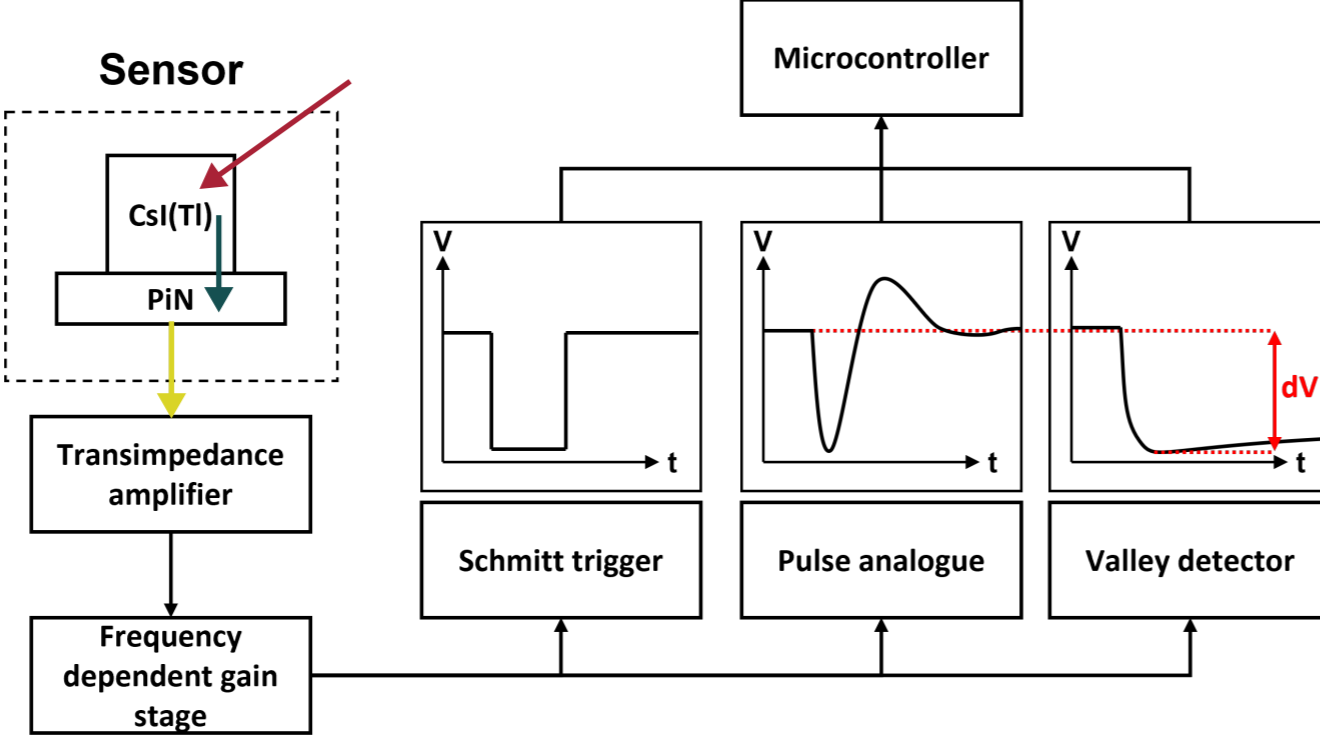 Sensor
CsI(Tl)
PiN
Transimpedance
amplifier
Frequency
dependent gain
stage
Microcontroller
V
t
Schmitt trigger
V
t
Pulse analogue
V
dV
t
Valley detector